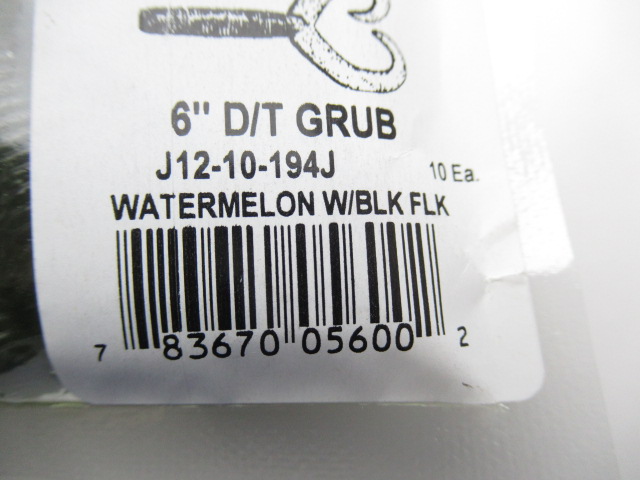 6" D/T GRUB
J12-10-194J 10 Ea.
WATERMELON W/BLK FLK
7 83670 05600 2